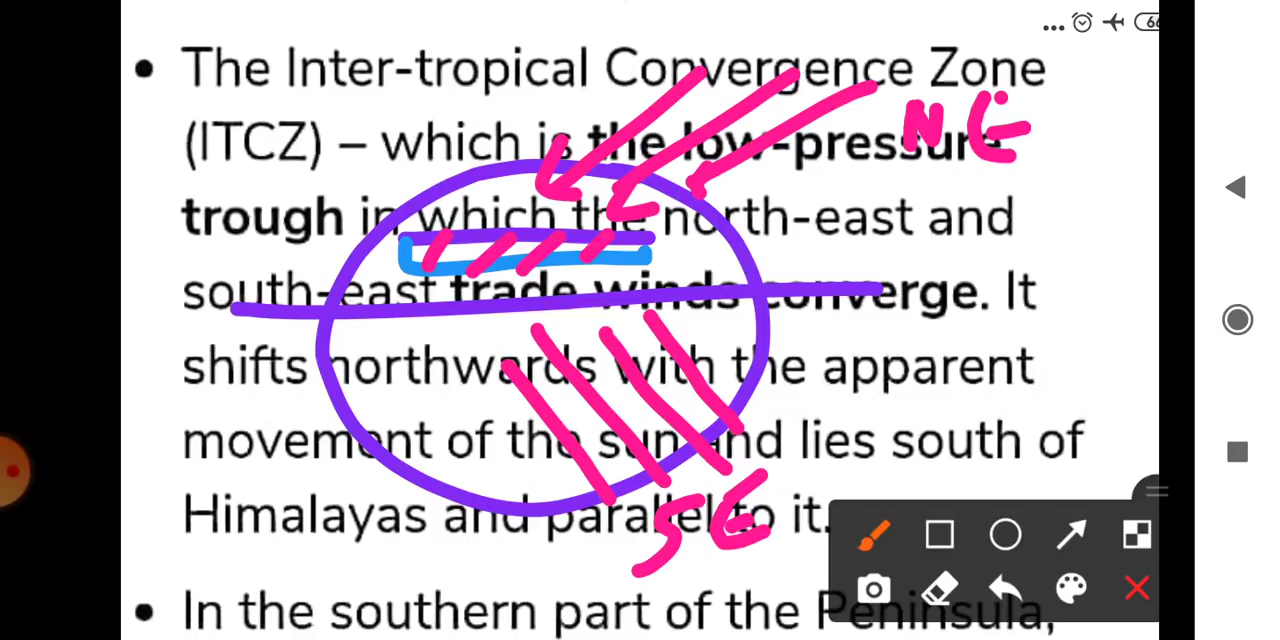 66
• The Inter-tropical Convergence Zone
(ITCZ) – which is the low-pressure
NE
trough in which the north-east and
south-east trade winds converge. It
shifts northwards with the apparent
movement of the sun and lies south of
Himalayas and parallel to it.
SE
• In the southern part of the Peninsula,